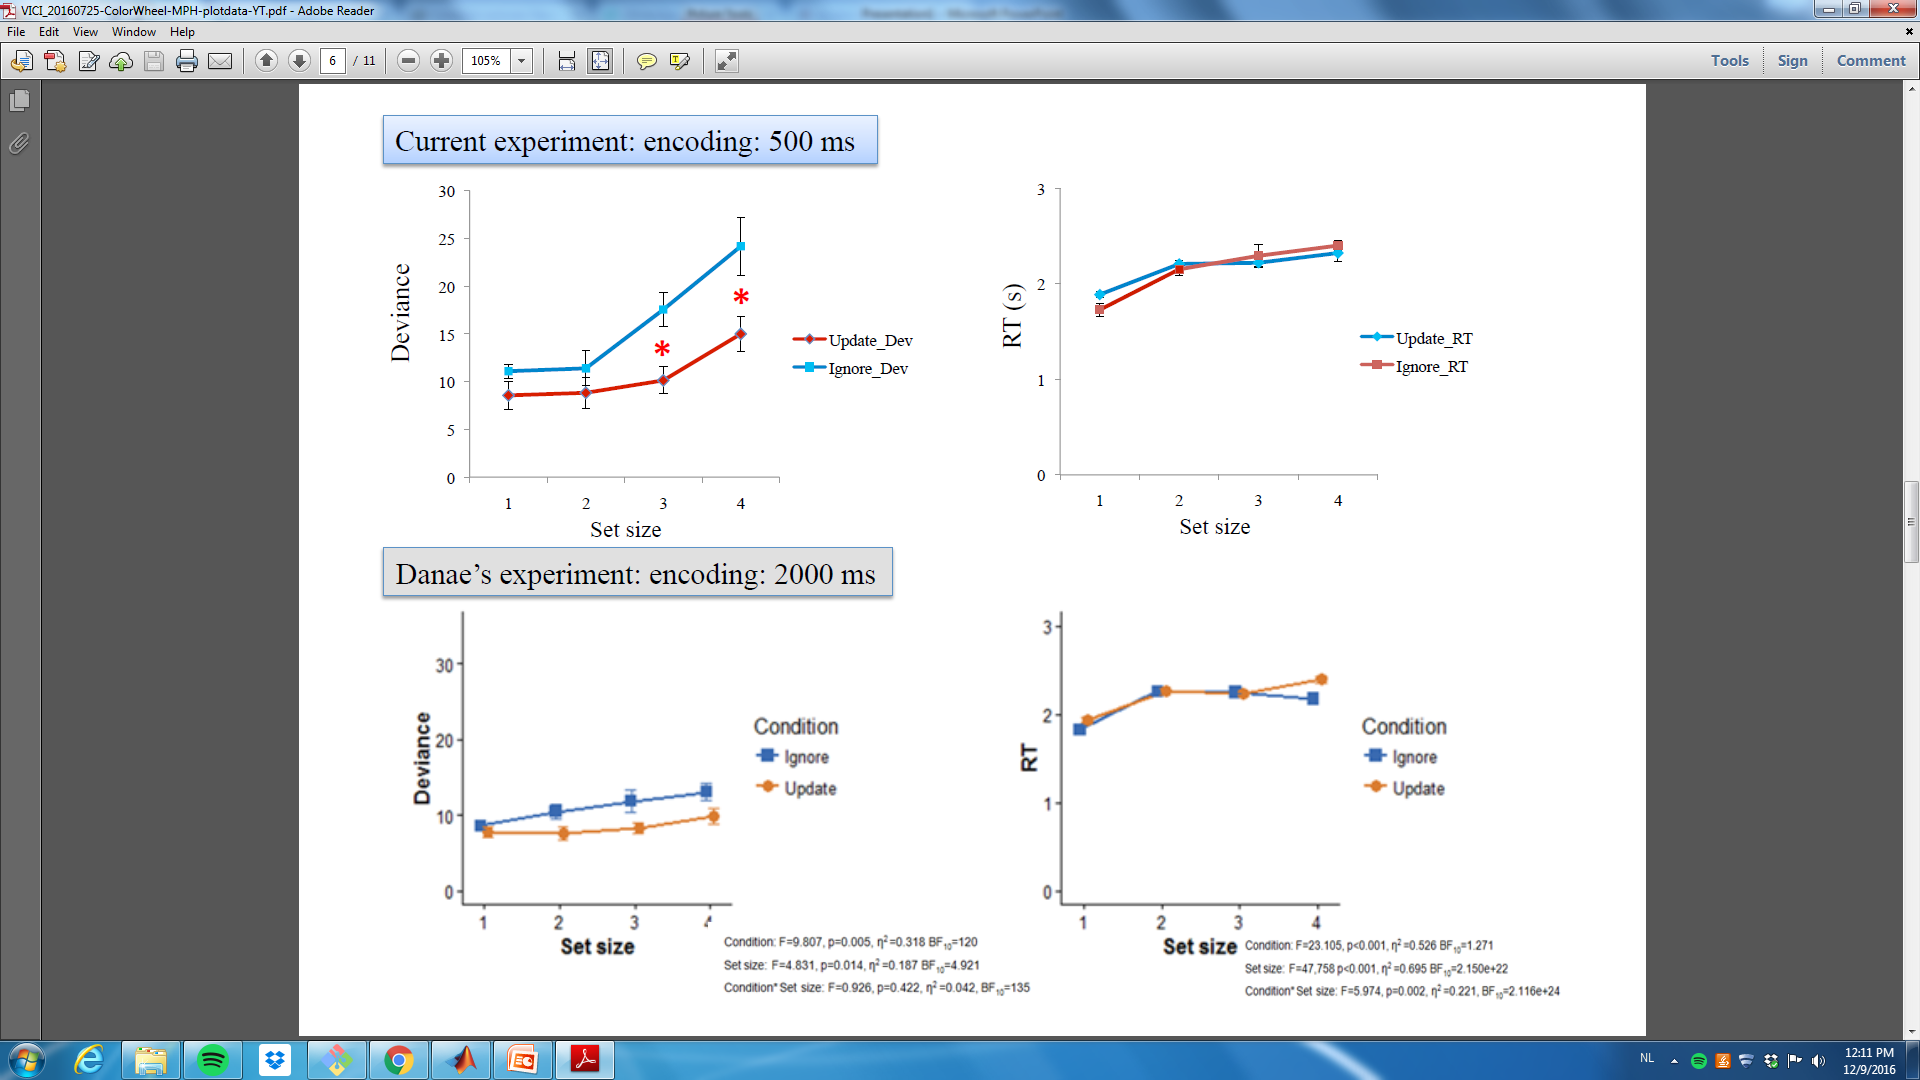 VICI_20160725-ColorWheel-MPH-plotdata-YT.pdf - Adobe Reader
File Edit View Window Help
6 / 11 105% Tools Sign Comment
Current experiment: encoding: 500 ms
30
25
20
15
10
5
0
Deviance
*
*
1 2 3 4
Set size
Update_Dev
Ignore_Dev
3
2
1
0
RT (s)
1 2 3 4
Set size
Update_RT
Ignore_RT
Danae’s experiment: encoding: 2000 ms
30
20
10
0
Deviance
1 2 3 4
Set size
Condition
Ignore
Update
Condition: F=9.807, p=0.005, η²=0.318 BF₁₀=120
Set size: F=4.831, p=0.014, η²=0.187 BF₁₀=4.921
Condition*Set size: F=0.926, p=0.422, η²=0.042, BF₁₀=135
3
2
1
0
RT
1 2 3 4
Set size
Condition
Ignore
Update
Condition: F=23.105, p<0.001, η²=0.526 BF₁₀=1.271
Set size: F=47,758 p<0.001, η²=0.695 BF₁₀=2.150e+22
Condition*Set size: F=5.974, p=0.002, η²=0.221, BF₁₀=2.116e+24
NL
12:11 PM
12/9/2016